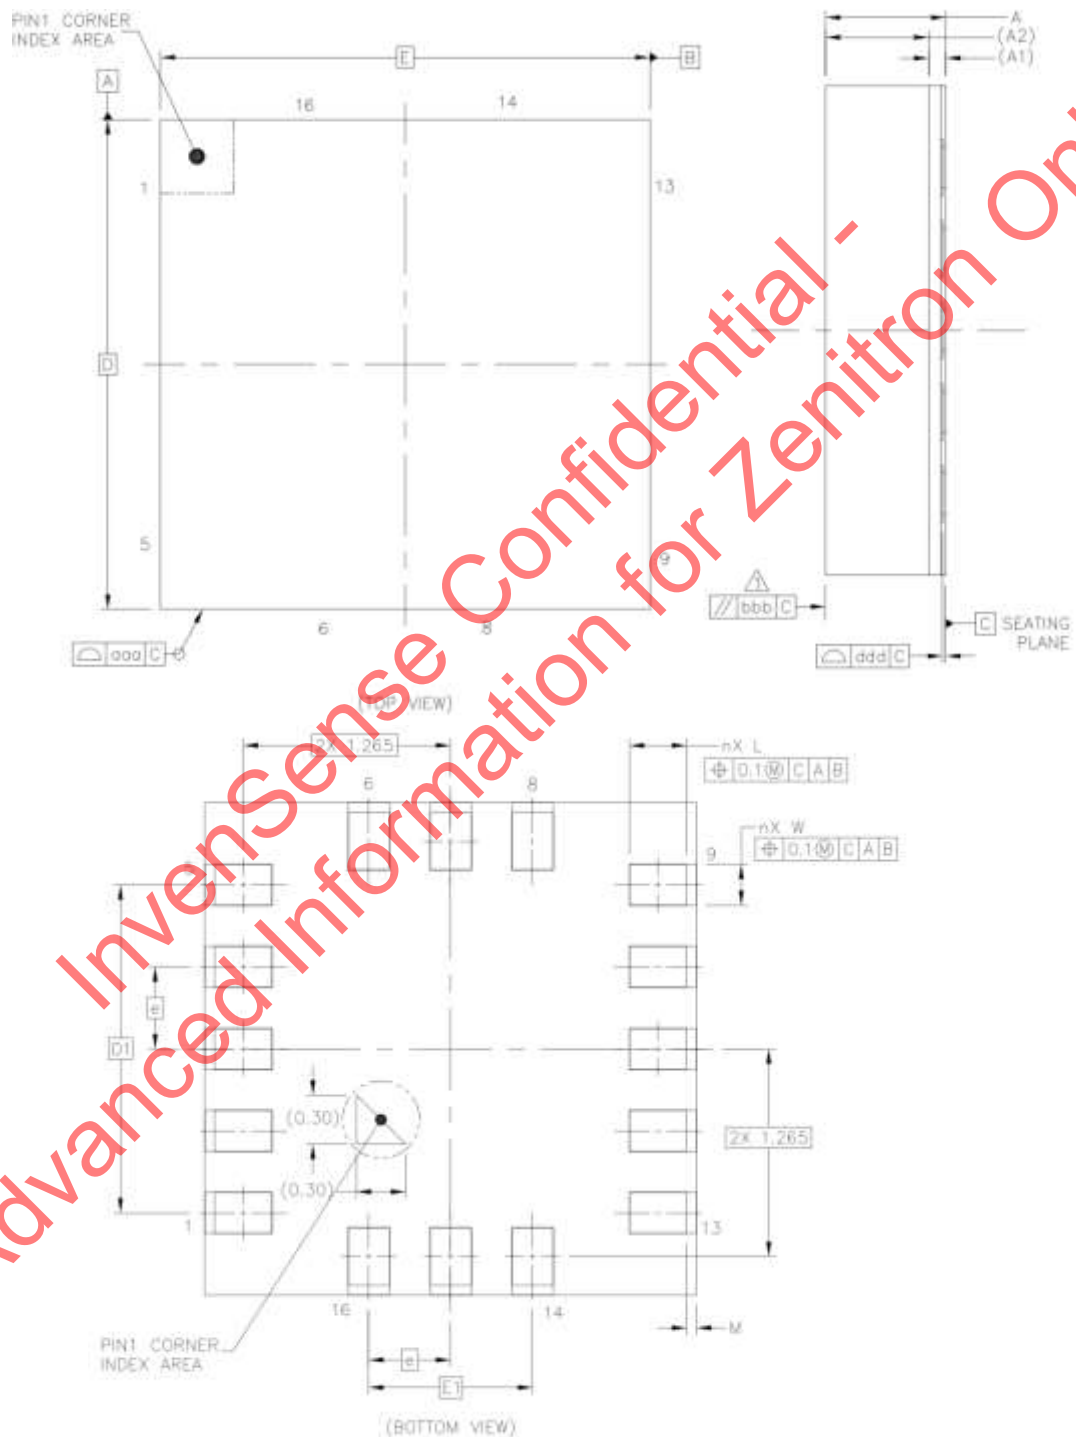 PIN1 CORNER
INDEX AREA
A
E
B
16
14
1
13
D
5
9
6
8
aaa C
(TOP VIEW)
A
(A2)
(A1)
1
// bbb C
C SEATING
PLANE
ddd C
InvenSense Confidential -
Advanced Information for Zenitron Onl
2X 1.265
nX L
0.1 Ⓜ C A B
6
8
nX W
0.1 Ⓜ C A B
9
e
D1
(0.30)
(0.30)
2X 1.265
1
13
16
14
M
PIN1 CORNER
INDEX AREA
e
E1
(BOTTOM VIEW)